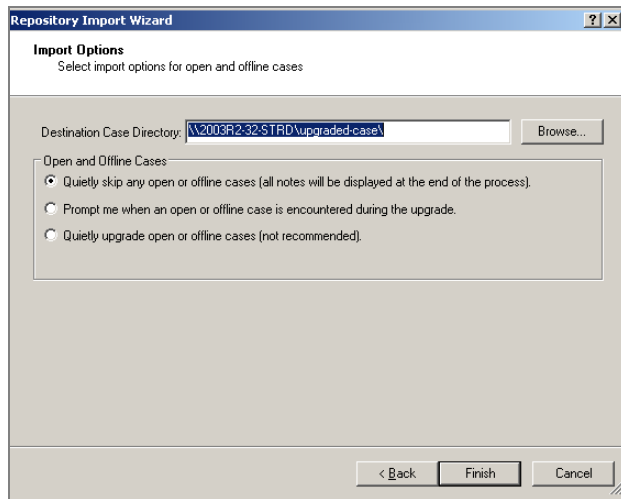 Repository Import Wizard
Import Options
Select import options for open and offline cases
Destination Case Directory: \\2003R2-32-STRD\upgraded-case\ Browse...
Open and Offline Cases
Quietly skip any open or offline cases (all notes will be displayed at the end of the process).
Prompt me when an open or offline case is encountered during the upgrade.
Quietly upgrade open or offline cases (not recommended).
< Back Finish Cancel